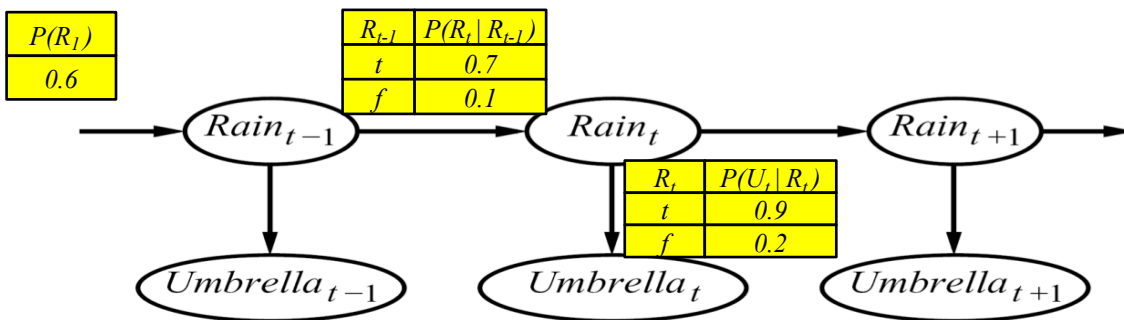 P(R₁)
0.6
Rₜ₋₁ P(Rₜ | Rₜ₋₁)
t 0.7
f 0.1
Rainₜ₋₁ Rainₜ Rainₜ₊₁
Rₜ P(Uₜ | Rₜ)
t 0.9
f 0.2
Umbrellaₜ₋₁ Umbrellaₜ Umbrellaₜ₊₁